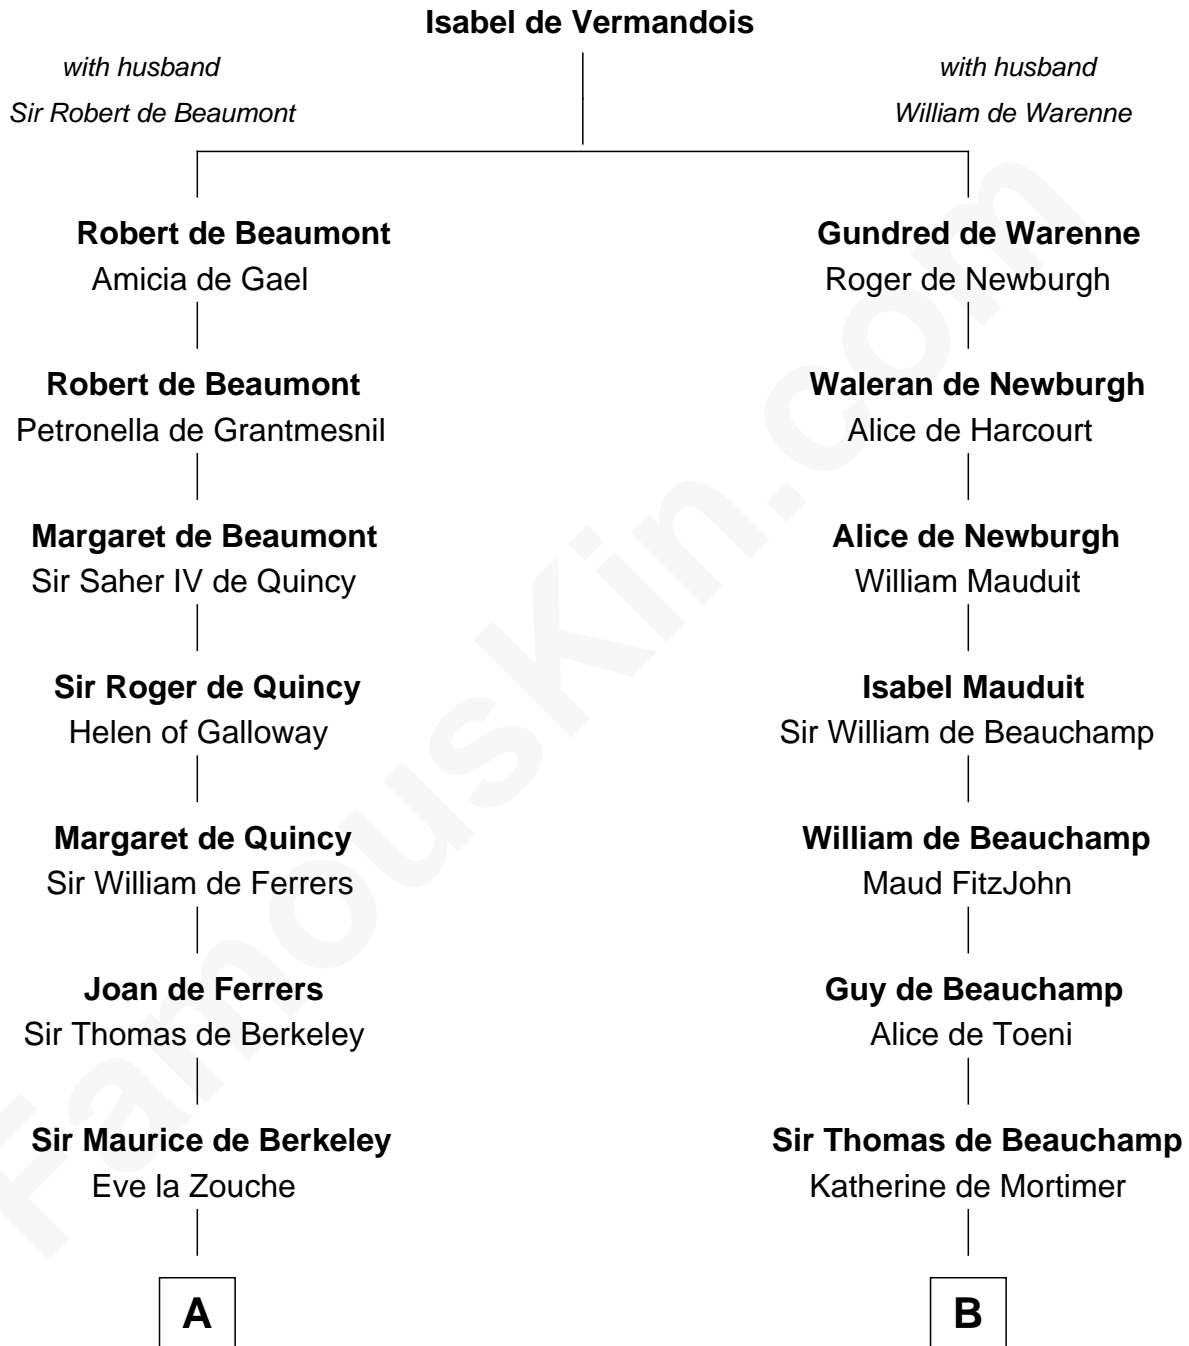 Isabel de Vermandois
with husband
Sir Robert de Beaumont
with husband
William de Warenne
Robert de Beaumont
Amicia de Gael
Gundred de Warenne
Roger de Newburgh
Robert de Beaumont
Petronella de Grantmesnil
Waleran de Newburgh
Alice de Harcourt
Margaret de Beaumont
Sir Saher IV de Quincy
Alice de Newburgh
William Mauduit
Sir Roger de Quincy
Helen of Galloway
Isabel Mauduit
Sir William de Beauchamp
Margaret de Quincy
Sir William de Ferrers
William de Beauchamp
Maud FitzJohn
Joan de Ferrers
Sir Thomas de Berkeley
Guy de Beauchamp
Alice de Toeni
Sir Maurice de Berkeley
Eve la Zouche
Sir Thomas de Beauchamp
Katherine de Mortimer
A
B
FamousKin.com